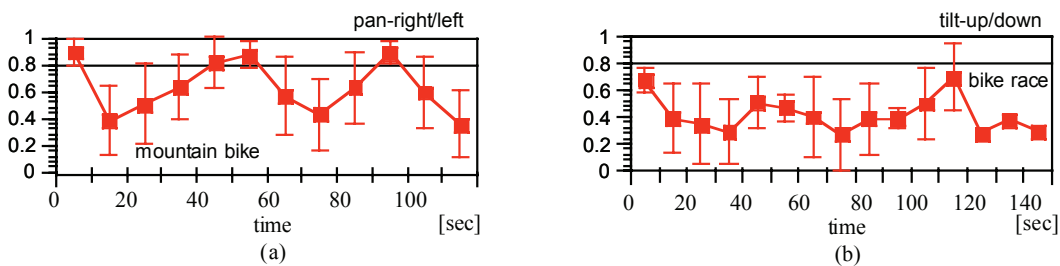 pan-right/left
1
0.8
0.6
0.4
0.2
0
mountain bike
0 20 40 60 80 100
time [sec]
(a)
tilt-up/down
1
0.8
0.6
0.4
0.2
0
bike race
0 20 40 60 80 100 120 140
time [sec]
(b)